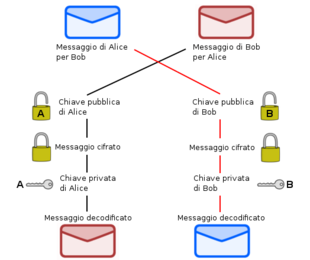 Messaggio di Alice
per Bob
Messaggio di Bob
per Alice
A
Chiave pubblica
di Alice
Chiave pubblica
di Bob
B
Messaggio cifrato
Messaggio cifrato
A
Chiave privata
di Alice
Chiave privata
di Bob
B
Messaggio decodificato
Messaggio decodificato